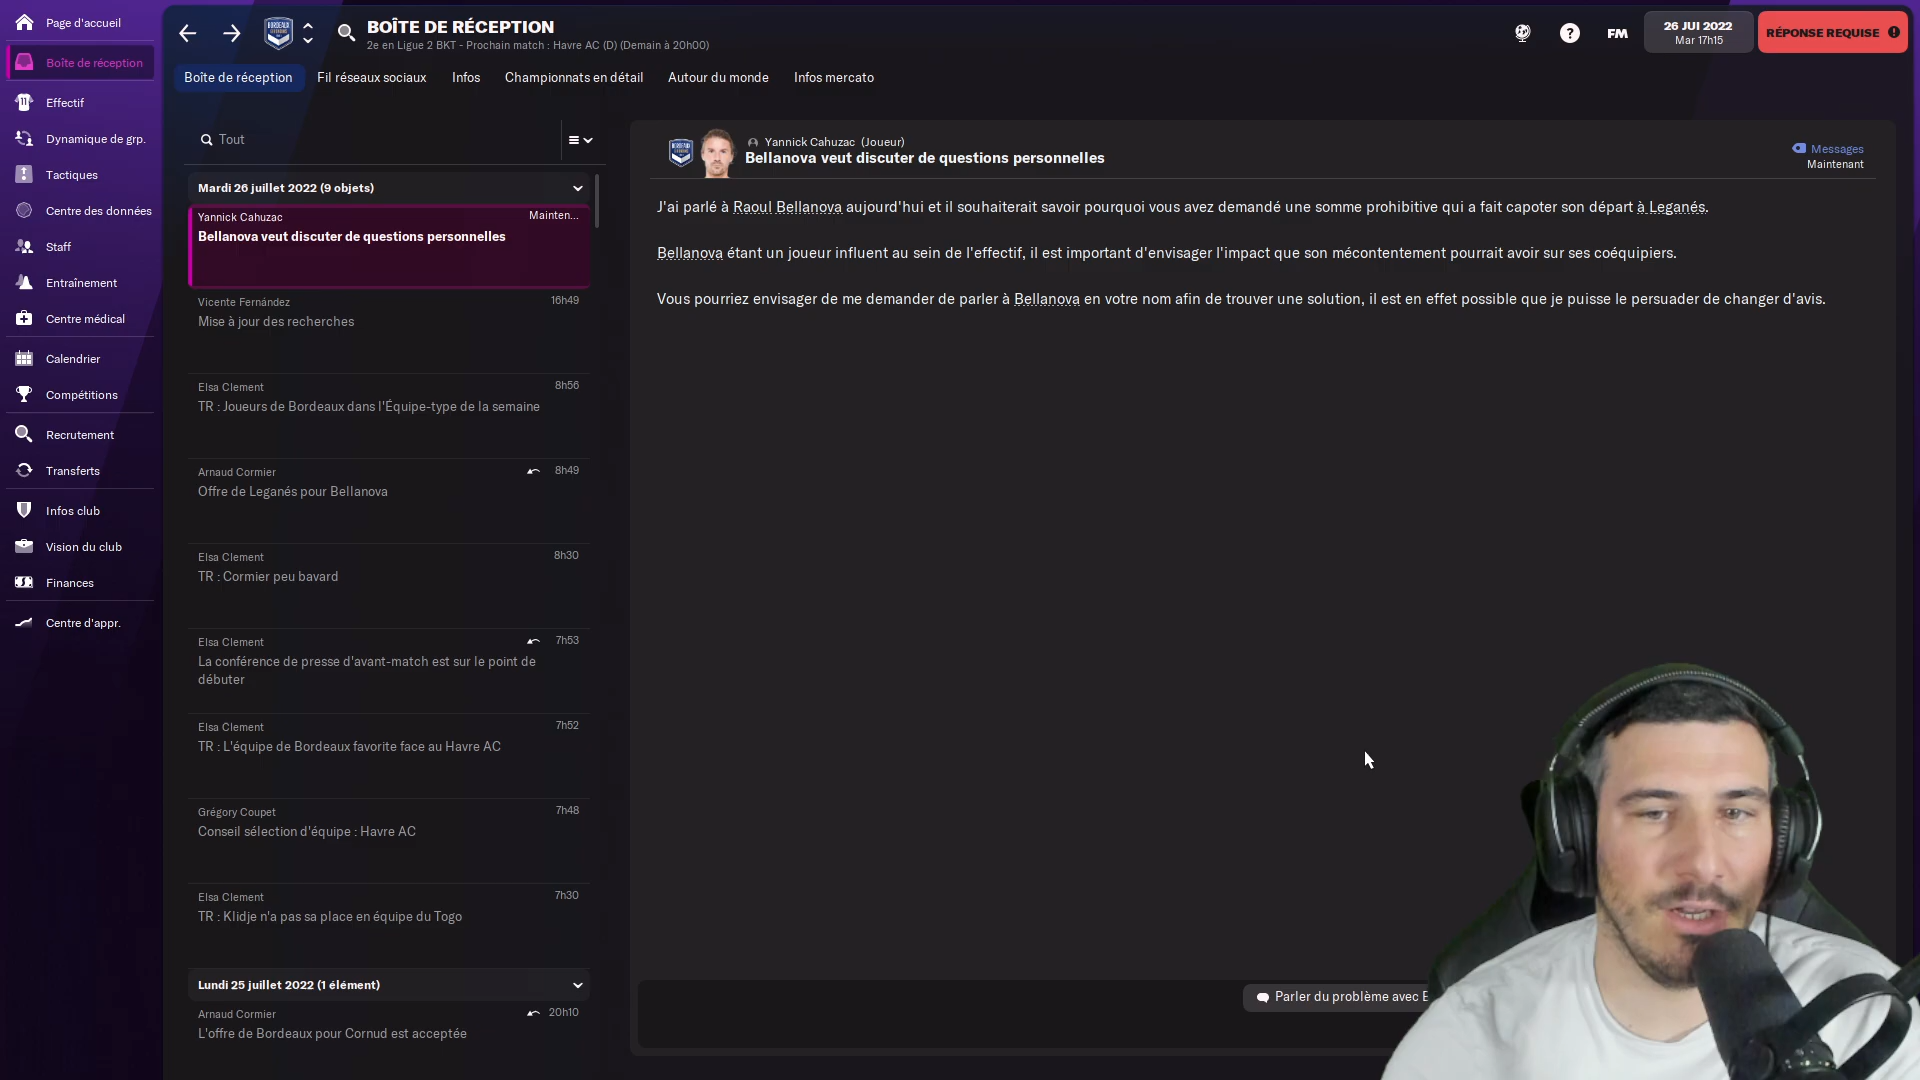 Page d'accueil
Boîte de réception
Effectif
Dynamique de grp.
Tactiques
Centre des données
Staff
Entraînement
Centre médical
Calendrier
Compétitions
Recrutement
Transferts
Infos club
Vision du club
Finances
Centre d'appr.
BOÎTE DE RÉCEPTION
2e en Ligue 2 BKT - Prochain match : Havre AC (D) (Demain à 20h00)
FM
26 JUI 2022
Mar 17h15
RÉPONSE REQUISE
Boîte de réception Fil réseaux sociaux Infos Championnats en détail Autour du monde Infos mercato
Tout
Mardi 26 juillet 2022 (9 objets)
Yannick Cahuzac Mainten...
Bellanova veut discuter de questions personnelles
Vicente Fernández 16h49
Mise à jour des recherches
Elsa Clement 8h56
TR : Joueurs de Bordeaux dans l'Équipe-type de la semaine
Arnaud Cormier 8h49
Offre de Leganés pour Bellanova
Elsa Clement 8h30
TR : Cormier peu bavard
Elsa Clement 7h53
La conférence de presse d'avant-match est sur le point de
débuter
Elsa Clement 7h52
TR : L'équipe de Bordeaux favorite face au Havre AC
Grégory Coupet 7h48
Conseil sélection d'équipe : Havre AC
Elsa Clement 7h30
TR : Klidje n'a pas sa place en équipe du Togo
Lundi 25 juillet 2022 (1 élément)
Arnaud Cormier 20h10
L'offre de Bordeaux pour Cornud est acceptée
Yannick Cahuzac (Joueur)
Bellanova veut discuter de questions personnelles
Messages
Maintenant
J'ai parlé à Raoul Bellanova aujourd'hui et il souhaiterait savoir pourquoi vous avez demandé une somme prohibitive qui a fait capoter son départ à Leganés.
Bellanova étant un joueur influent au sein de l'effectif, il est important d'envisager l'impact que son mécontentement pourrait avoir sur ses coéquipiers.
Vous pourriez envisager de me demander de parler à Bellanova en votre nom afin de trouver une solution, il est en effet possible que je puisse le persuader de changer d'avis.
Parler du problème avec